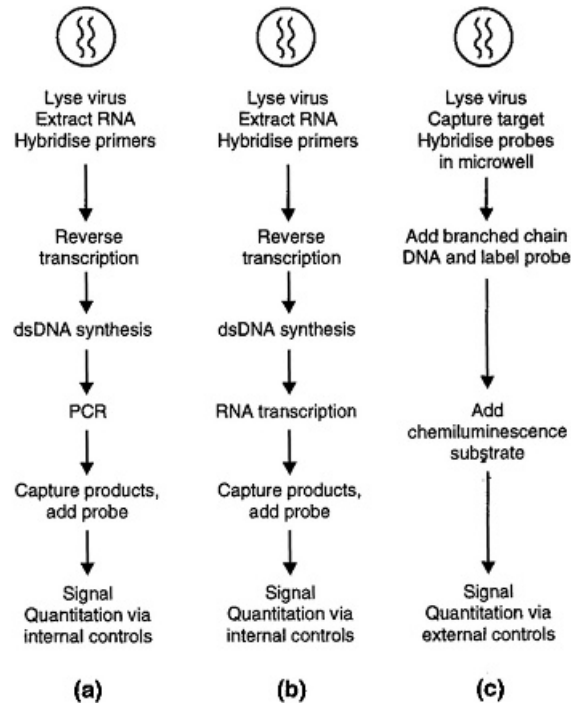 Lyse virus
Extract RNA
Hybridise primers
Reverse
transcription
dsDNA synthesis
PCR
Capture products,
add probe
Signal
Quantitation via
internal controls
(a)
Lyse virus
Extract RNA
Hybridise primers
Reverse
transcription
dsDNA synthesis
RNA transcription
Capture products,
add probe
Signal
Quantitation via
internal controls
(b)
Lyse virus
Capture target
Hybridise probes
in microwell
Add branched chain
DNA and label probe
Add
chemiluminescence
substrate
Signal
Quantitation via
external controls
(c)